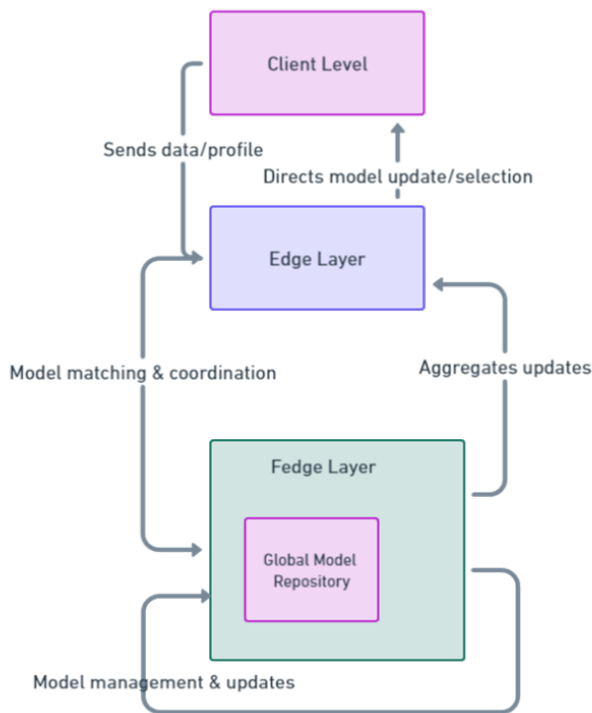 Client Level
Sends data/profile
Directs model update/selection
Edge Layer
Model matching & coordination
Aggregates updates
Fedge Layer
Global Model
Repository
Model management & updates